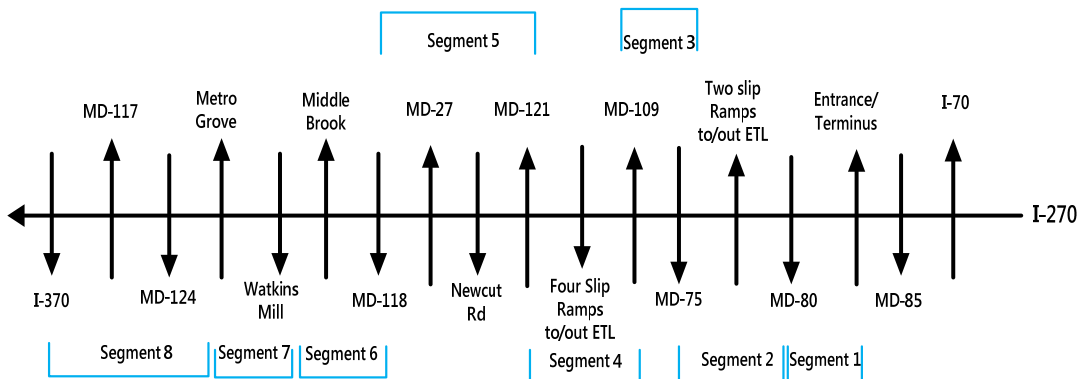 Segment 5
Segment 3
MD-117
Metro
Grove
Middle
Brook
MD-27
MD-121
MD-109
Two slip
Ramps
to/out ETL
Entrance/
Terminus
I-70
I-270
I-370
MD-124
Watkins
Mill
MD-118
Newcut
Rd
Four Slip
Ramps
to/out ETL
MD-75
MD-80
MD-85
Segment 8
Segment 7
Segment 6
Segment 4
Segment 2
Segment 1